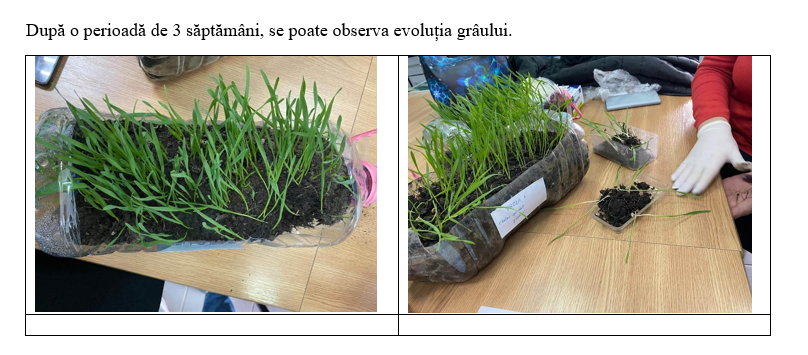 După o perioadă de 3 săptămâni, se poate observa evoluția grâului.